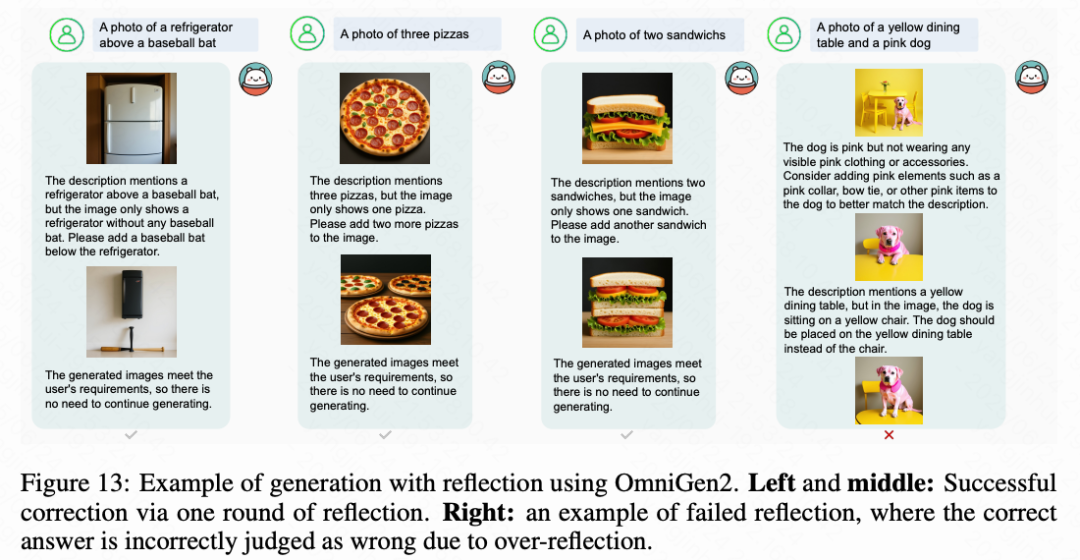 A photo of a refrigerator
above a baseball bat
The description mentions a
refrigerator above a baseball bat,
but the image only shows a
refrigerator without any baseball
bat. Please add a baseball bat
below the refrigerator.
The generated images meet the
user's requirements, so there is
no need to continue generating.
A photo of three pizzas
The description mentions
three pizzas, but the image
only shows one pizza.
Please add two more pizzas
to the image.
The generated images meet
the user's requirements, so
there is no need to continue
generating.
A photo of two sandwichs
The description mentions two
sandwiches, but the image
only shows one sandwich.
Please add another sandwich
to the image.
The generated images meet
the user's requirements, so
there is no need to continue
generating.
A photo of a yellow dining
table and a pink dog
The dog is pink but not wearing any
visible pink clothing or accessories.
Consider adding pink elements such as a
pink collar, bow tie, or other pink items to
the dog to better match the description.
The description mentions a yellow
dining table, but in the image, the dog is
sitting on a yellow chair. The dog should
be placed on the yellow dining table
instead of the chair.
Figure 13: Example of generation with reflection using OmniGen2. Left and middle: Successful
correction via one round of reflection. Right: an example of failed reflection, where the correct
answer is incorrectly judged as wrong due to over-reflection.